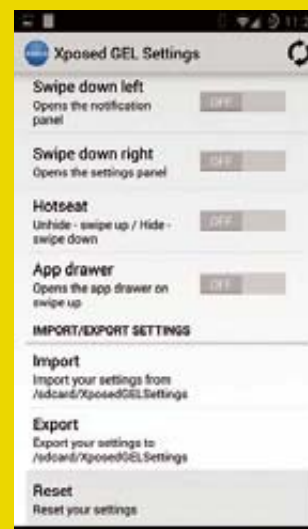 Xposed GEL Settings
Swipe down left
Opens the notification
panel
OFF
Swipe down right
Opens the settings panel
OFF
Hotseat
Unhide - swipe up / Hide -
swipe down
OFF
App drawer
Opens the app drawer on
swipe up
OFF
IMPORT/EXPORT SETTINGS
Import
Import your settings from
/sdcard/XposedGELSettings
Export
Export your settings to
/sdcard/XposedGELSettings
Reset
Reset your settings